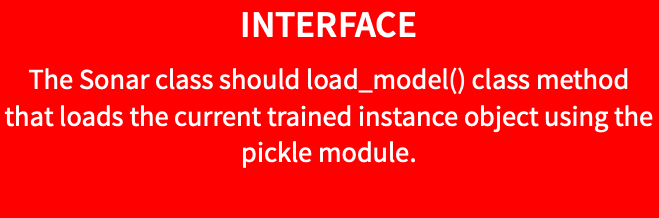 INTERFACE
The Sonar class should load_model() class method
that loads the current trained instance object using the
pickle module.